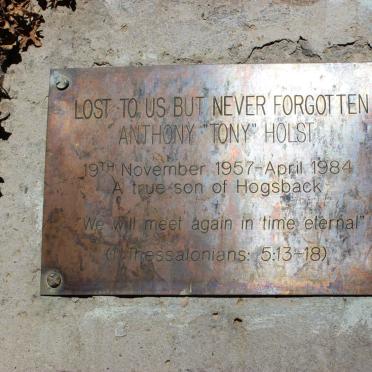 LOST TO US BUT NEVER FORGOTTEN
ANTHONY "TONY" HOLST
19TH November 1957-April 1984
A true son of Hogsback
"We will meet again in time eternal"
(1 Thessalonians: 5:13-18)